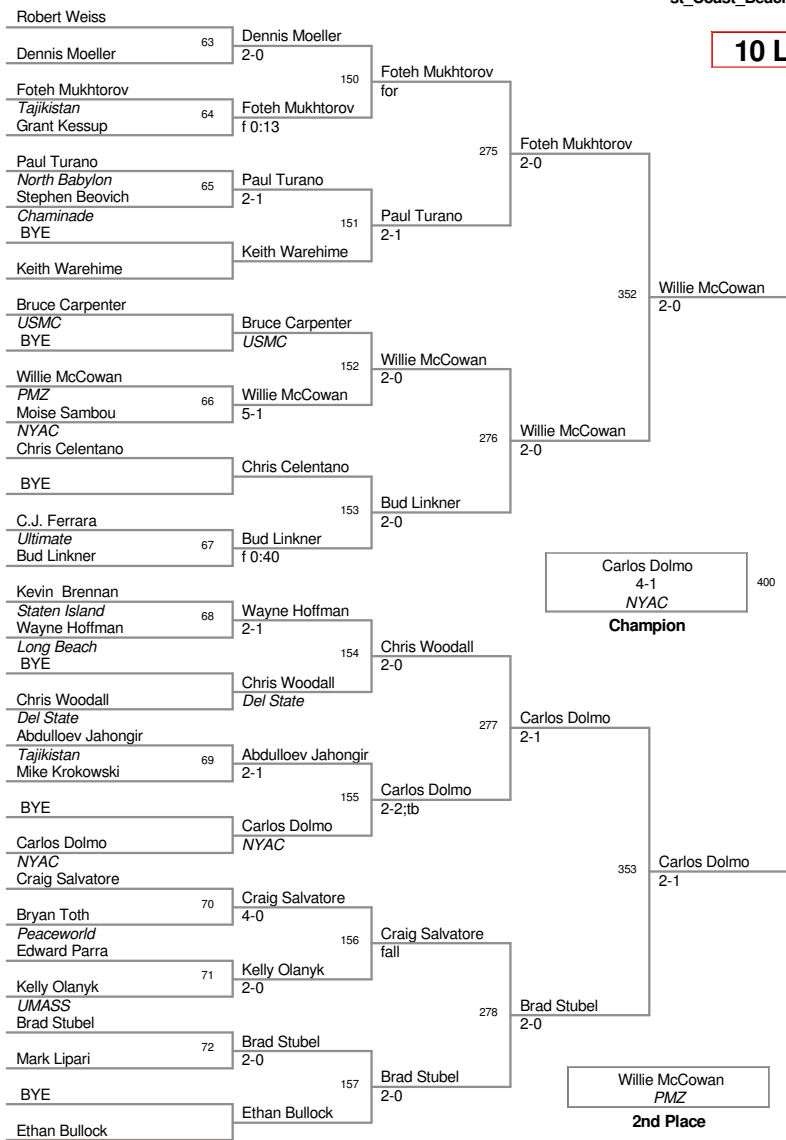 st_Coast_Beach
10 L
Robert Weiss
63
Dennis Moeller
Dennis Moeller
2-0
150
Foteh Mukhtorov
for
Foteh Mukhtorov
Tajikistan
64
Grant Kessup
Foteh Mukhtorov
f 0:13
275
Foteh Mukhtorov
2-0
Paul Turano
North Babylon
65
Stephen Beovich
Chaminade
Paul Turano
2-1
151
Paul Turano
2-1
BYE
Keith Warehime
Keith Warehime
352
Willie McCowan
2-0
Bruce Carpenter
USMC
BYE
Bruce Carpenter
USMC
152
Willie McCowan
2-0
Willie McCowan
PMZ
66
Moise Sambou
NYAC
Willie McCowan
5-1
276
Willie McCowan
2-0
Chris Celentano
BYE
Chris Celentano
153
Bud Linkner
2-0
C.J. Ferrara
Ultimate
67
Bud Linkner
Bud Linkner
f 0:40
Carlos Dolmo
4-1
NYAC
400
Champion
Kevin Brennan
Staten Island
68
Wayne Hoffman
Long Beach
Wayne Hoffman
2-1
154
Chris Woodall
2-0
BYE
Chris Woodall
Del State
Chris Woodall
Del State
277
Carlos Dolmo
2-1
Abdulloev Jahongir
Tajikistan
69
Mike Krokowski
Abdulloev Jahongir
2-1
155
Carlos Dolmo
2-2;tb
BYE
Carlos Dolmo
NYAC
Carlos Dolmo
NYAC
353
Carlos Dolmo
2-1
Craig Salvatore
70
Bryan Toth
Peaceworld
Craig Salvatore
4-0
156
Craig Salvatore
fall
Edward Parra
71
Kelly Olanyk
UMASS
Kelly Olanyk
2-0
278
Brad Stubel
2-0
Brad Stubel
72
Mark Lipari
Brad Stubel
2-0
157
Brad Stubel
2-0
BYE
Ethan Bullock
Ethan Bullock
Willie McCowan
PMZ
2nd Place